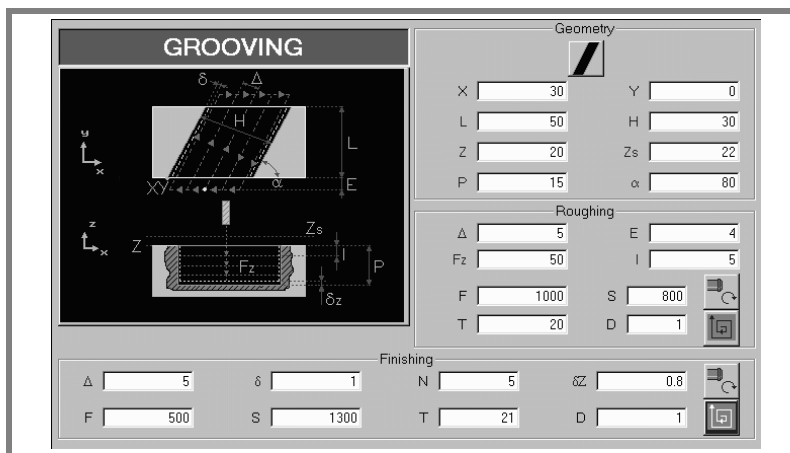 GROOVING
δ Δ
H
y
x
L
XY
α
E
z
x
Z
Zs
Fz
I
P
δz
Geometry
X 30 Y 0
L 50 H 30
Z 20 Zs 22
P 15 α 80
Roughing
Δ 5 E 4
Fz 50 I 5
F 1000 S 800
T 20 D 1
Finishing
Δ 5 δ 1 N 5 δZ 0.8
F 500 S 1300 T 21 D 1